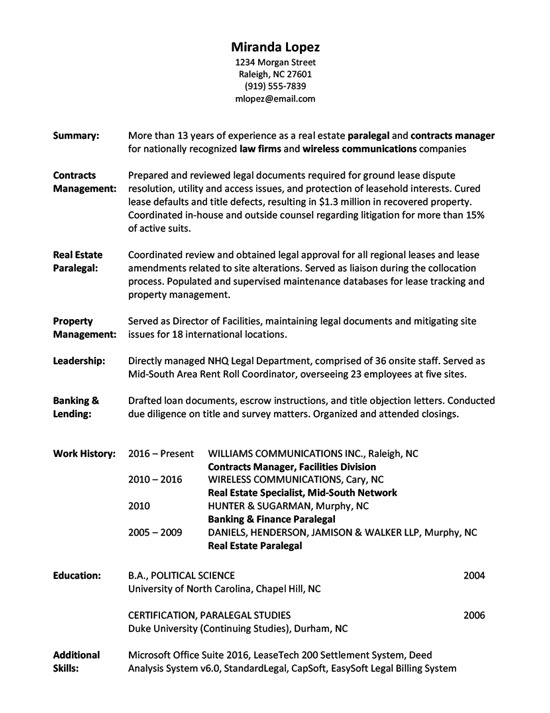 Miranda Lopez
1234 Morgan Street
Raleigh, NC 27601
(919) 555-7839
mlopez@email.com
Summary: More than 13 years of experience as a real estate paralegal and contracts manager
for nationally recognized law firms and wireless communications companies
Contracts Prepared and reviewed legal documents required for ground lease dispute
Management: resolution, utility and access issues, and protection of leasehold interests. Cured
lease defaults and title defects, resulting in $1.3 million in recovered property.
Coordinated in-house and outside counsel regarding litigation for more than 15%
of active suits.
Real Estate Coordinated review and obtained legal approval for all regional leases and lease
Paralegal: amendments related to site alterations. Served as liaison during the collocation
process. Populated and supervised maintenance databases for lease tracking and
property management.
Property Served as Director of Facilities, maintaining legal documents and mitigating site
Management: issues for 18 international locations.
Leadership: Directly managed NHQ Legal Department, comprised of 36 onsite staff. Served as
Mid-South Area Rent Roll Coordinator, overseeing 23 employees at five sites.
Banking & Drafted loan documents, escrow instructions, and title objection letters. Conducted
Lending: due diligence on title and survey matters. Organized and attended closings.
Work History: 2016 – Present WILLIAMS COMMUNICATIONS INC., Raleigh, NC
Contracts Manager, Facilities Division
2010 – 2016 WIRELESS COMMUNICATIONS, Cary, NC
Real Estate Specialist, Mid-South Network
2010 HUNTER & SUGARMAN, Murphy, NC
Banking & Finance Paralegal
2005 – 2009 DANIELS, HENDERSON, JAMISON & WALKER LLP, Murphy, NC
Real Estate Paralegal
Education: B.A., POLITICAL SCIENCE 2004
University of North Carolina, Chapel Hill, NC
CERTIFICATION, PARALEGAL STUDIES 2006
Duke University (Continuing Studies), Durham, NC
Additional Microsoft Office Suite 2016, LeaseTech 200 Settlement System, Deed
Skills: Analysis System v6.0, StandardLegal, CapSoft, EasySoft Legal Billing System